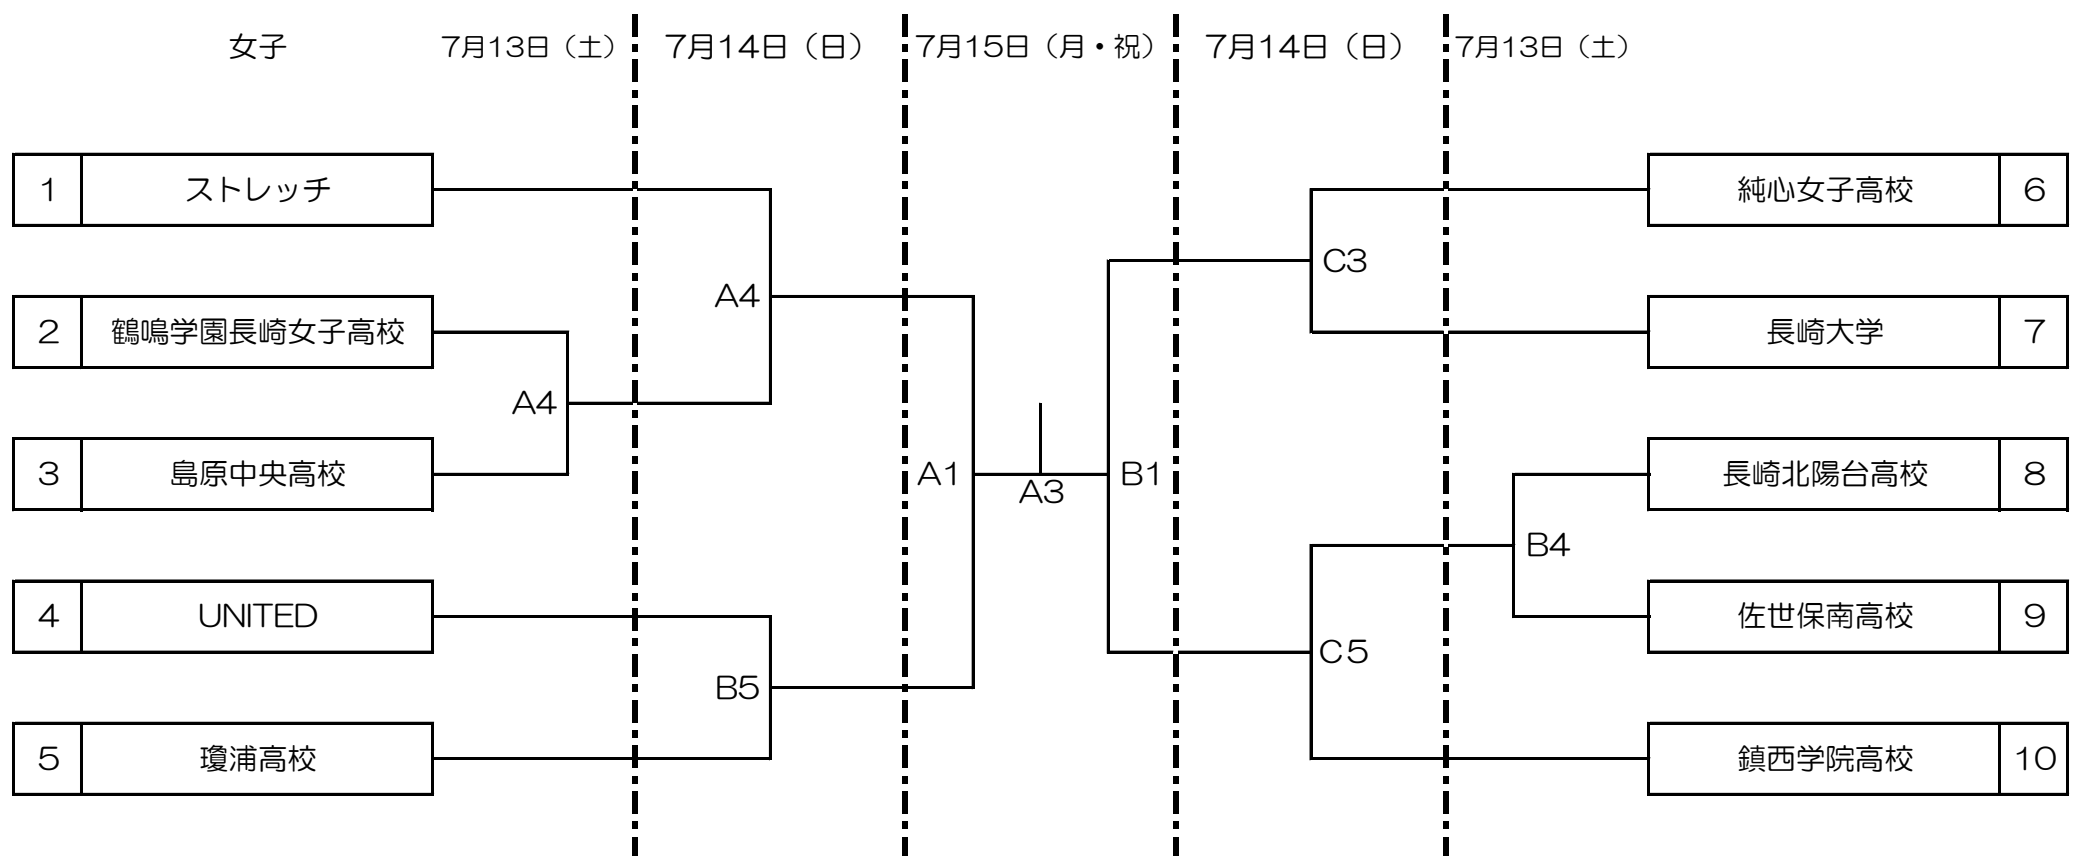 女子 7月13日（土） 7月14日（日） 7月15日（月・祝） 7月14日（日） 7月13日（土）
1 ストレッチ
純心女子高校 6
C3
A4
2 鶴鳴学園長崎女子高校
長崎大学 7
A4
3 島原中央高校
A1
A3
B1
長崎北陽台高校 8
B4
4 UNITED
佐世保南高校 9
C5
B5
5 瓊浦高校
鎮西学院高校 10